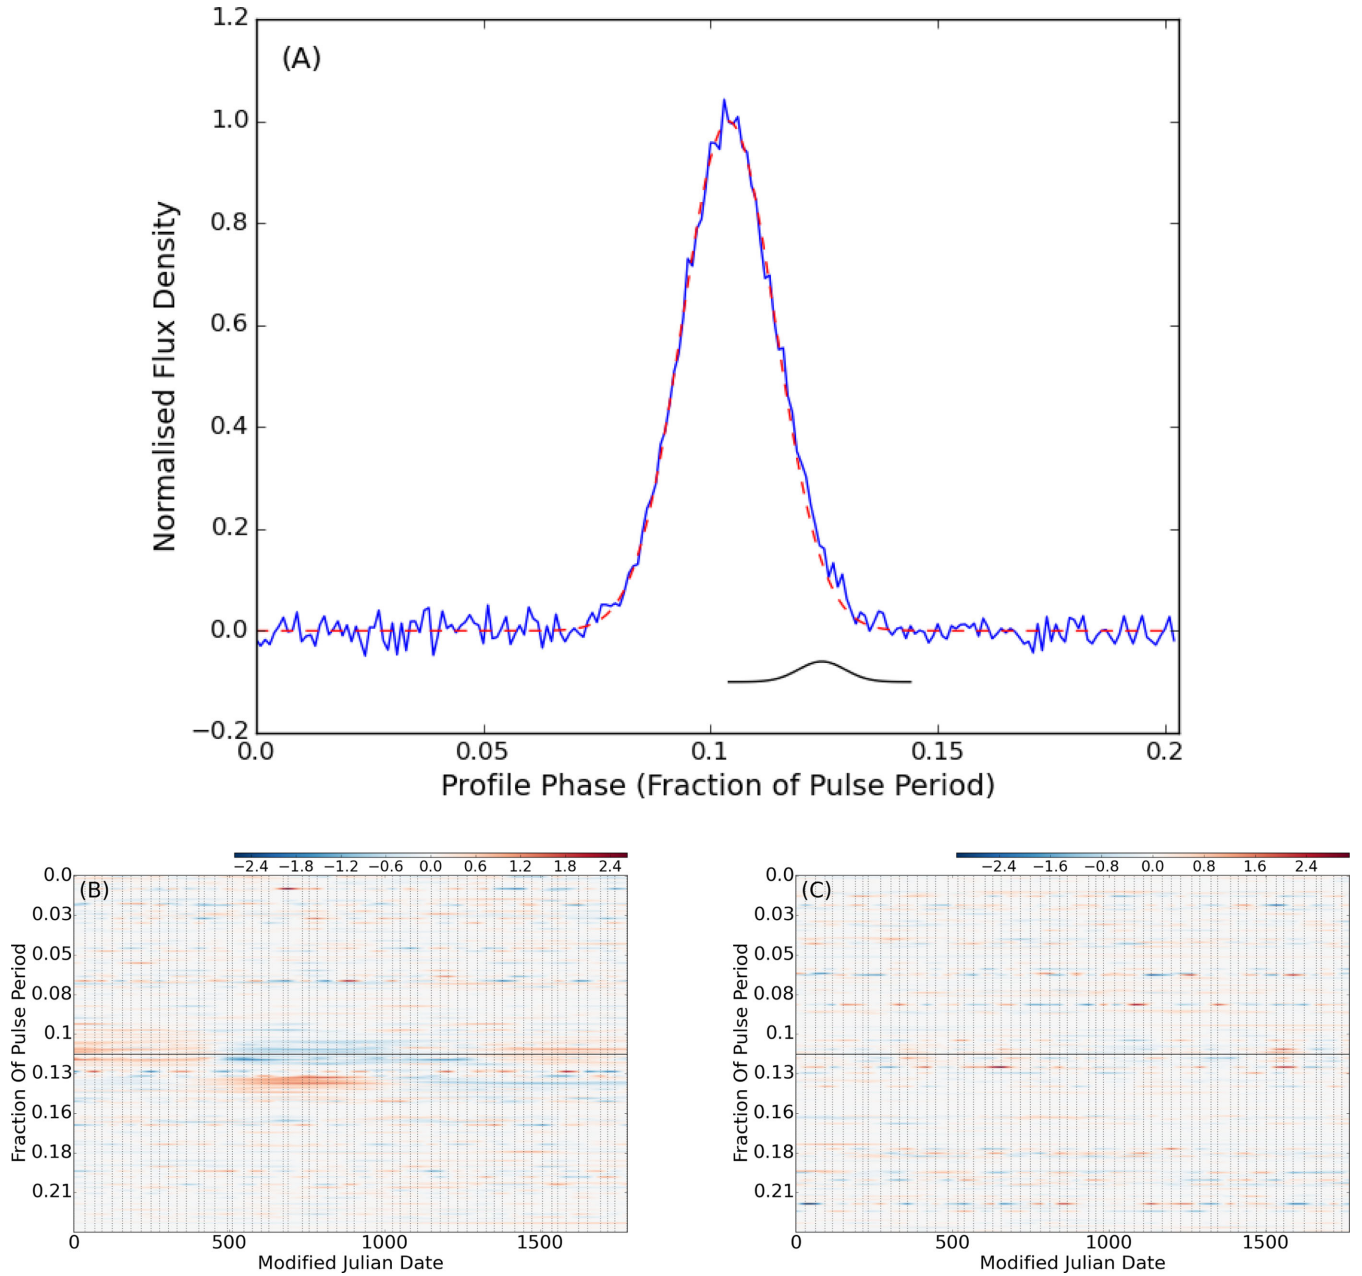 (A)
1.2
1.0
0.8
0.6
0.4
0.2
0.0
−0.2
Normalised Flux Density
0.0 0.05 0.1 0.15 0.2
Profile Phase (Fraction of Pulse Period)
−2.4 −1.8 −1.2 −0.6 0.0 0.6 1.2 1.8 2.4
(B)
0.0
0.03
0.05
0.08
0.1
0.13
0.16
0.18
0.21
Fraction Of Pulse Period
0 500 1000 1500
Modified Julian Date
−2.4 −1.6 −0.8 0.0 0.8 1.6 2.4
(C)
0.0
0.03
0.05
0.08
0.1
0.13
0.16
0.18
0.21
Fraction Of Pulse Period
0 500 1000 1500
Modified Julian Date